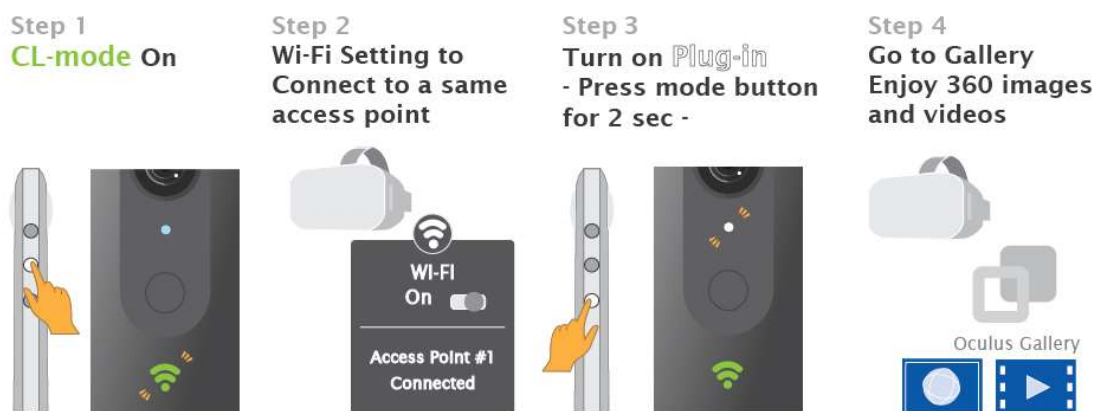 Step 1
CL-mode On
Step 2
Wi-Fi Setting to
Connect to a same
access point
WI-FI
On
Access Point #1
Connected
Step 3
Turn on Plug-in
- Press mode button
for 2 sec -
Step 4
Go to Gallery
Enjoy 360 images
and videos
Oculus Gallery